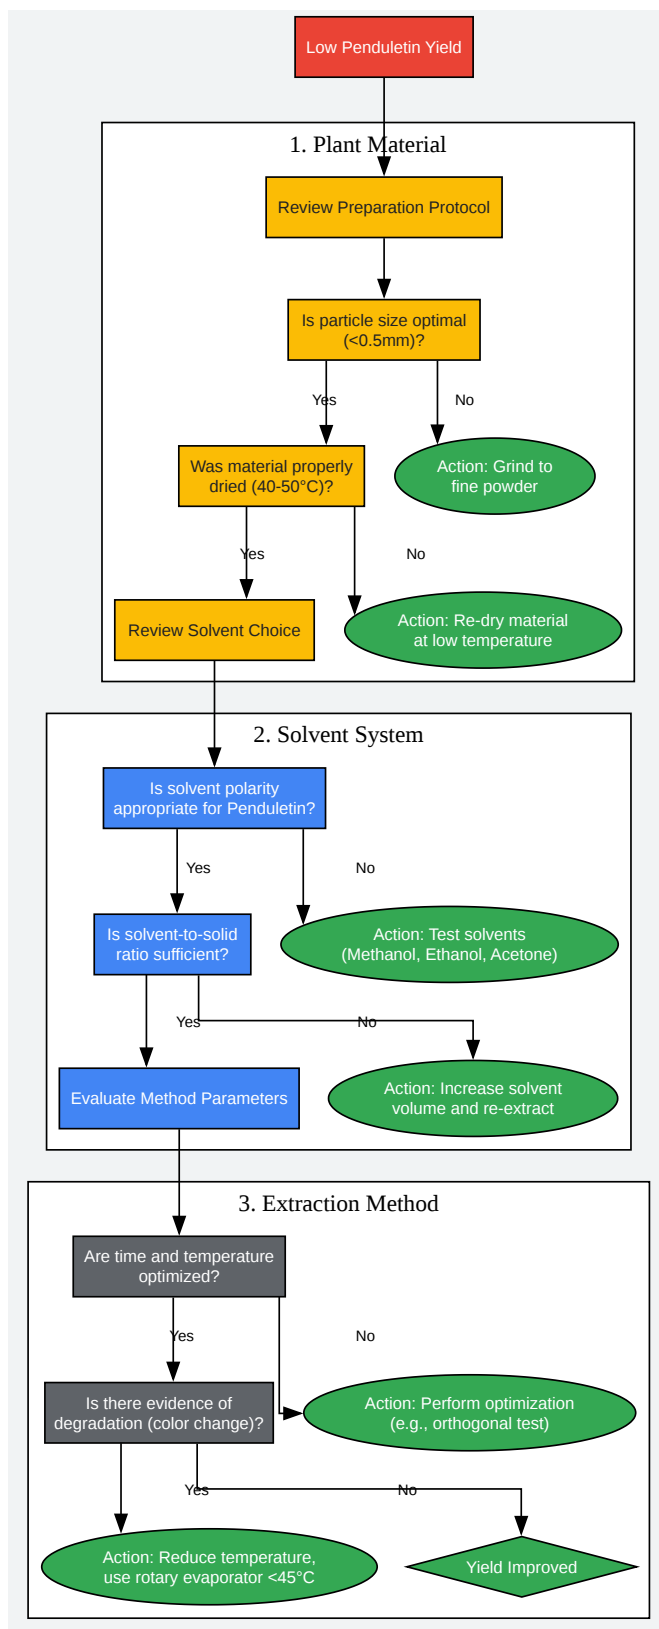 Low Penduletin Yield
1. Plant Material
Review Preparation Protocol
Is particle size optimal
(<0.5mm)?
Yes
No
Was material properly
dried (40-50°C)?
Action: Grind to
fine powder
Yes
No
Review Solvent Choice
Action: Re-dry material
at low temperature
2. Solvent System
Is solvent polarity
appropriate for Penduletin?
Yes
No
Is solvent-to-solid
ratio sufficient?
Action: Test solvents
(Methanol, Ethanol, Acetone)
Yes
No
Evaluate Method Parameters
Action: Increase solvent
volume and re-extract
3. Extraction Method
Are time and temperature
optimized?
Yes
No
Is there evidence of
degradation (color change)?
Action: Perform optimization
(e.g., orthogonal test)
Yes
No
Action: Reduce temperature,
use rotary evaporator <45°C
Yield Improved